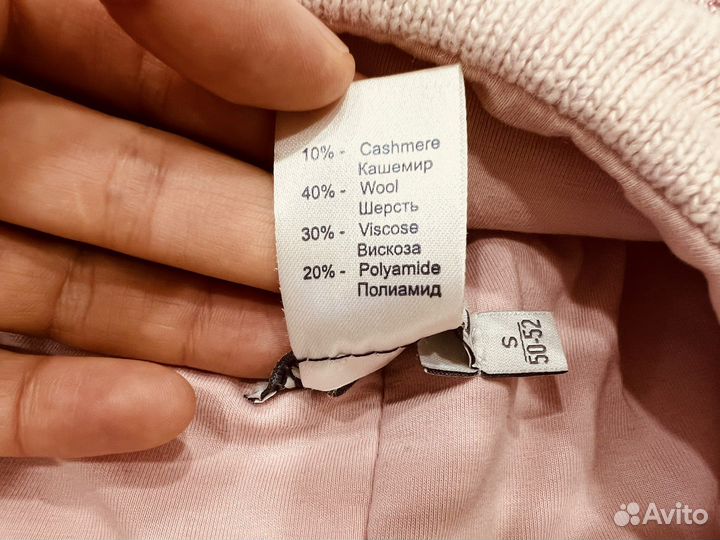 10% - Cashmere
Кашемир
40% - Wool
Шерсть
30% - Viscose
Вискоза
20% - Polyamide
Полиамид
S
50-52
Avito